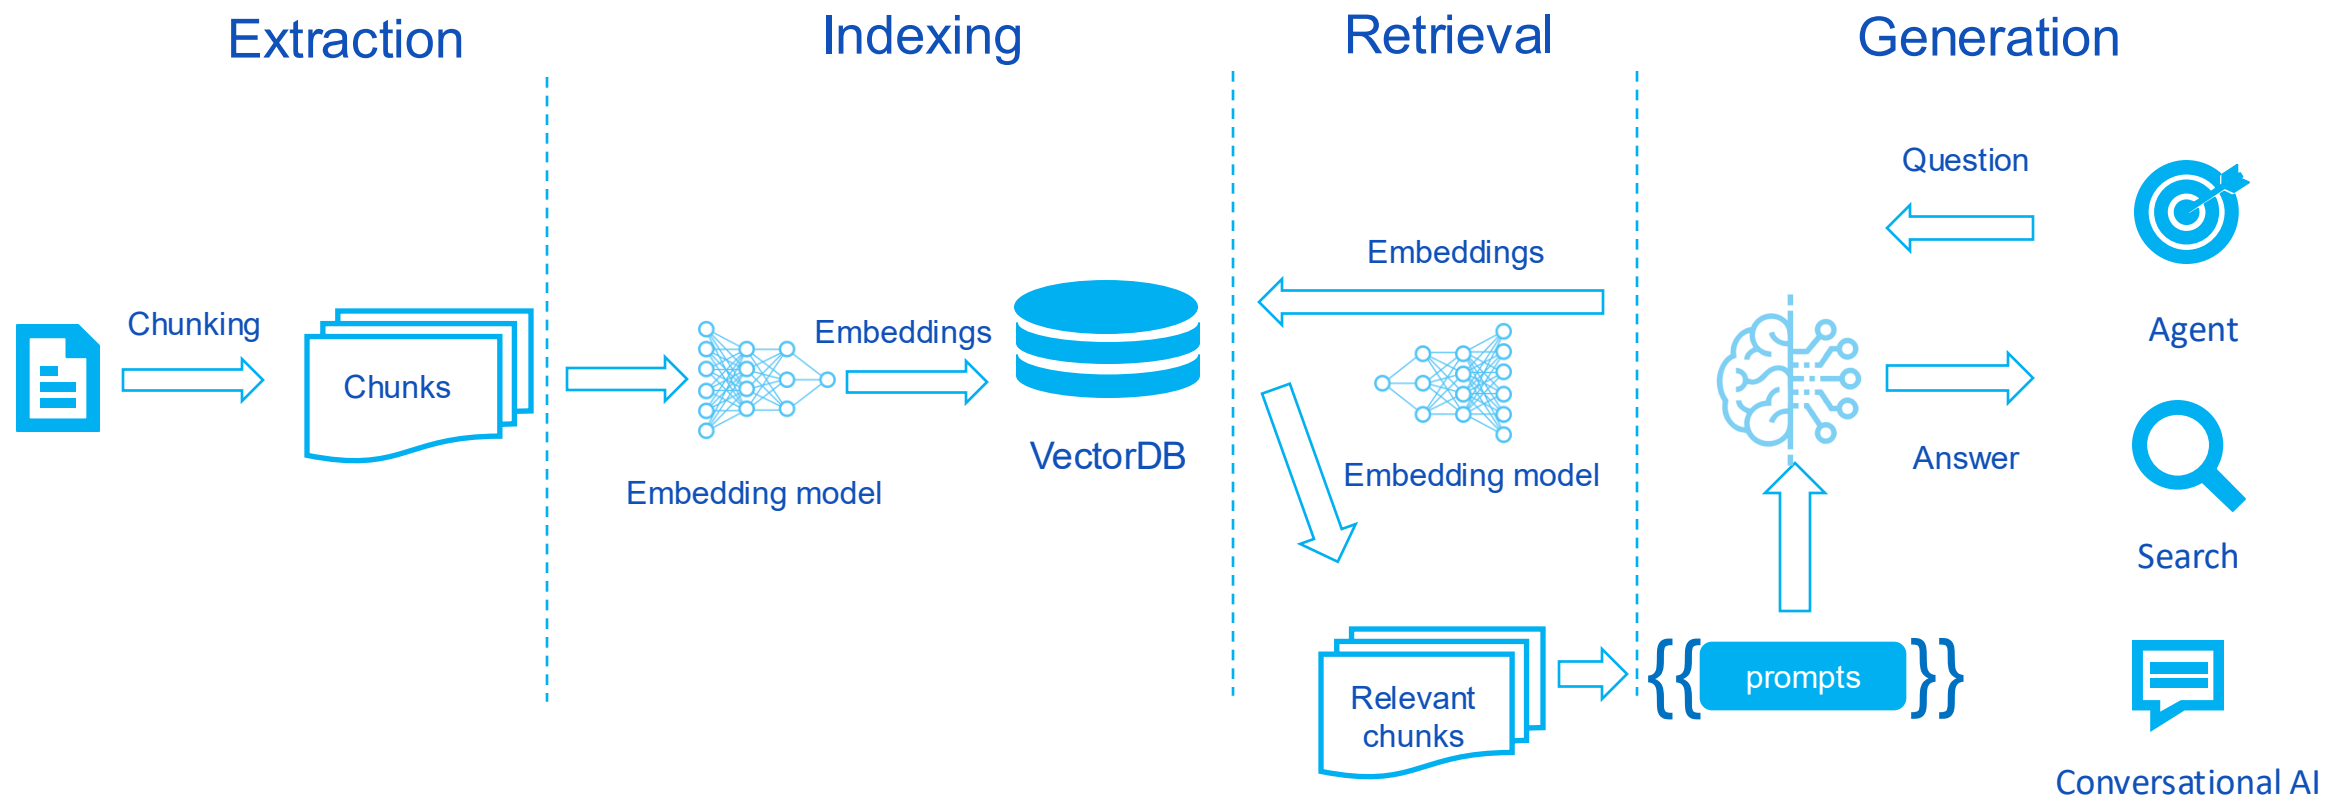 Extraction
Indexing
Retrieval
Generation
Chunking
Chunks
Embeddings
Embedding model
VectorDB
Embeddings
Embedding model
Relevant
chunks
{{ prompts }}
Question
Answer
Agent
Search
Conversational AI